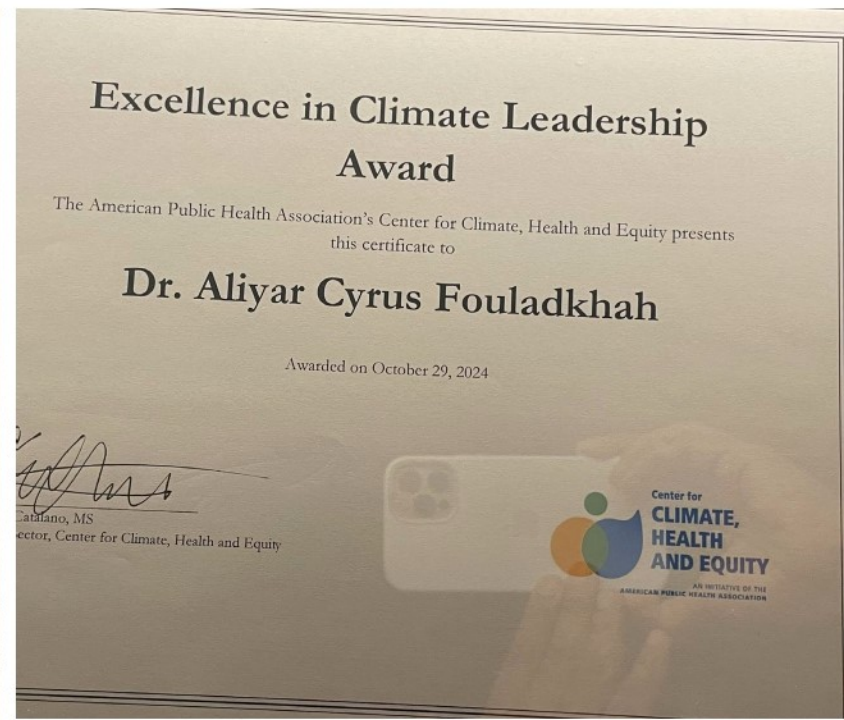 Excellence in Climate Leadership
Award
The American Public Health Association's Center for Climate, Health and Equity presents
this certificate to
Dr. Aliyar Cyrus Fouladkhah
Awarded on October 29, 2024
Catalano, MS
ector, Center for Climate, Health and Equity
Center for
CLIMATE,
HEALTH
AND EQUITY
AN INITIATIVE OF THE
AMERICAN PUBLIC HEALTH ASSOCIATION